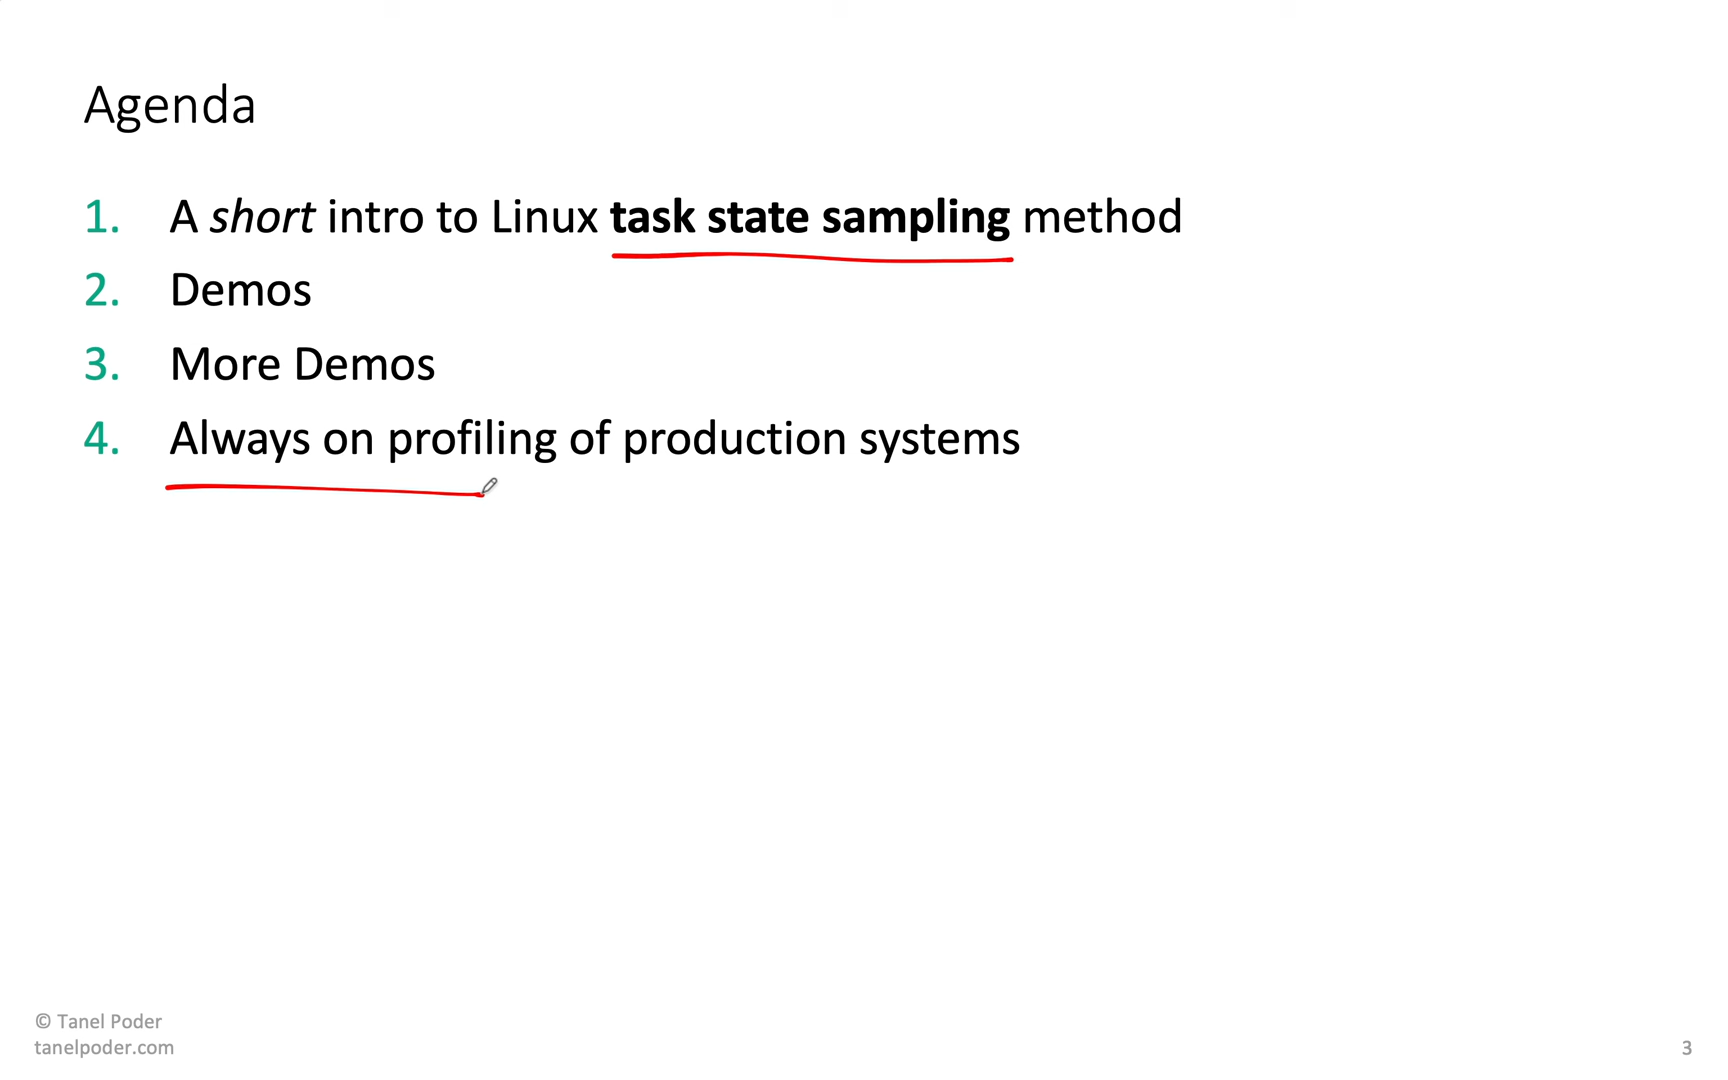 Agenda
1. A short intro to Linux task state sampling method
2. Demos
3. More Demos
4. Always on profiling of production systems
© Tanel Poder
tanelpoder.com
3